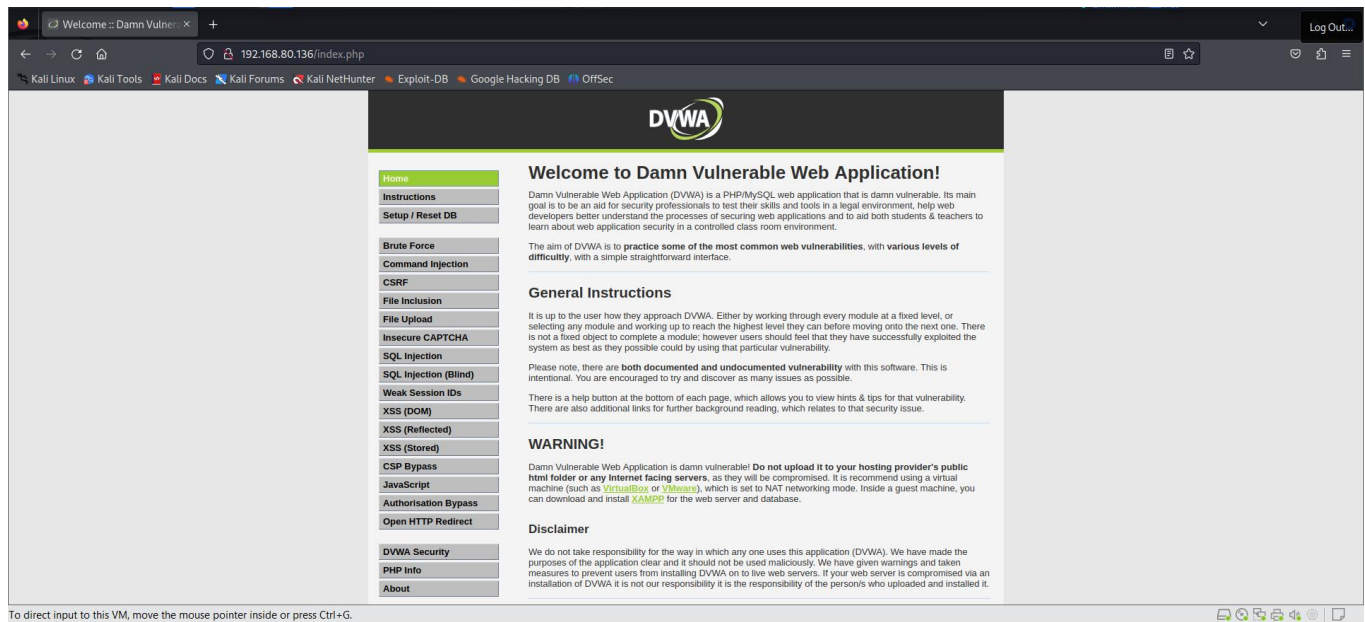 Welcome :: Damn Vulner
Log Out...
192.168.80.136/index.php
Kali Linux Kali Tools Kali Docs Kali Forums Kali NetHunter Exploit-DB Google Hacking DB OffSec
DVWA
Home
Instructions
Setup / Reset DB
Brute Force
Command Injection
CSRF
File Inclusion
File Upload
Insecure CAPTCHA
SQL Injection
SQL Injection (Blind)
Weak Session IDs
XSS (DOM)
XSS (Reflected)
XSS (Stored)
CSP Bypass
JavaScript
Authorisation Bypass
Open HTTP Redirect
DVWA Security
PHP Info
About
Welcome to Damn Vulnerable Web Application!
Damn Vulnerable Web Application (DVWA) is a PHP/MySQL web application that is damn vulnerable. Its main
goal is to be an aid for security professionals to test their skills and tools in a legal environment, help web
developers better understand the processes of securing web applications and to aid both students & teachers to
learn about web application security in a controlled class room environment.
The aim of DVWA is to practice some of the most common web vulnerabilities, with various levels of
difficultly, with a simple straightforward interface.
General Instructions
It is up to the user how they approach DVWA. Either by working through every module at a fixed level, or
selecting any module and working up to reach the highest level they can before moving onto the next one. There
is not a fixed object to complete a module; however users should feel that they have successfully exploited the
system as best as they possible could by using that particular vulnerability.
Please note, there are both documented and undocumented vulnerability with this software. This is
intentional. You are encouraged to try and discover as many issues as possible.
There is a help button at the bottom of each page, which allows you to view hints & tips for that vulnerability.
There are also additional links for further background reading, which relates to that security issue.
WARNING!
Damn Vulnerable Web Application is damn vulnerable! Do not upload it to your hosting provider's public
html folder or any Internet facing servers, as they will be compromised. It is recommend using a virtual
machine (such as VirtualBox or VMware), which is set to NAT networking mode. Inside a guest machine, you
can download and install XAMPP for the web server and database.
Disclaimer
We do not take responsibility for the way in which any one uses this application (DVWA). We have made the
purposes of the application clear and it should not be used maliciously. We have given warnings and taken
measures to prevent users from installing DVWA on to live web servers. If your web server is compromised via an
installation of DVWA it is not our responsibility it is the responsibility of the person/s who uploaded and installed it.
To direct input to this VM, move the mouse pointer inside or press Ctrl+G.